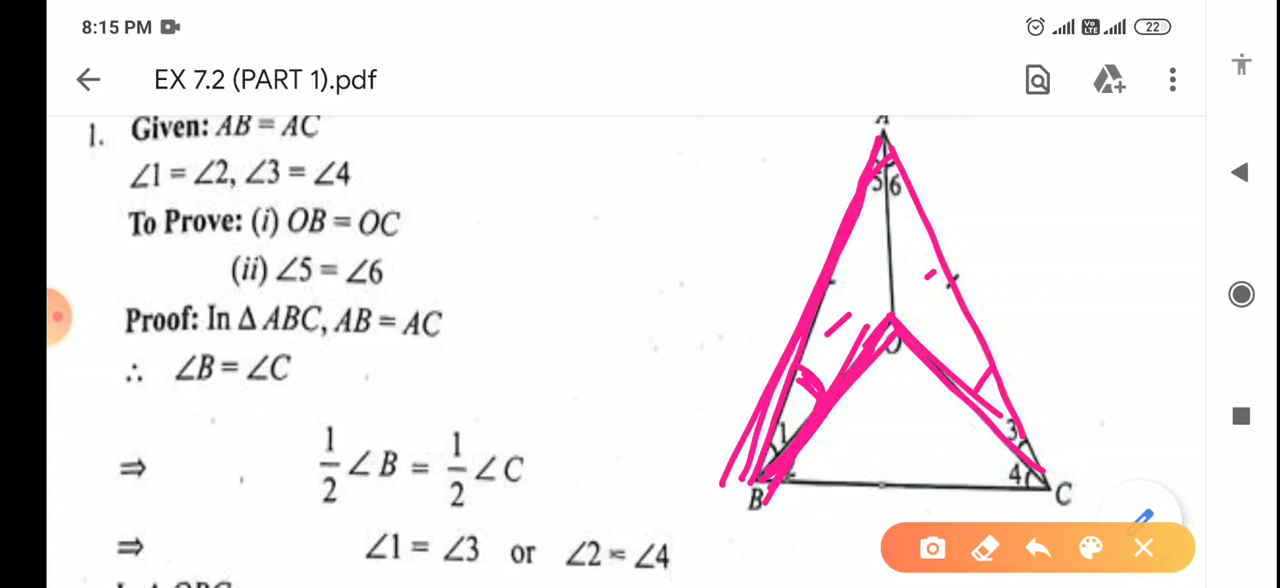 8:15 PM
Vo LTE 22
EX 7.2 (PART 1).pdf
1. Given: AB = AC
∠1 = ∠2, ∠3 = ∠4
To Prove: (i) OB = OC
(ii) ∠5 = ∠6
Proof: In Δ ABC, AB = AC
∴ ∠B = ∠C
⇒ 1/2 ∠B = 1/2 ∠C
⇒ ∠1 = ∠3 or ∠2 = ∠4
A
5 6
O
1
3
4
B
C